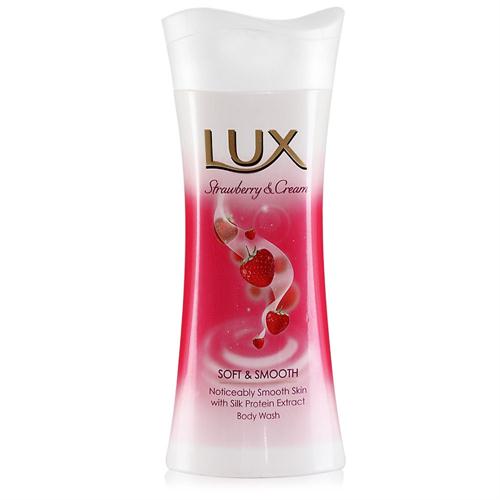 LUX
Strawberry & Cream
SOFT & SMOOTH
Noticeably Smooth Skin
with Silk Protein Extract
Body Wash